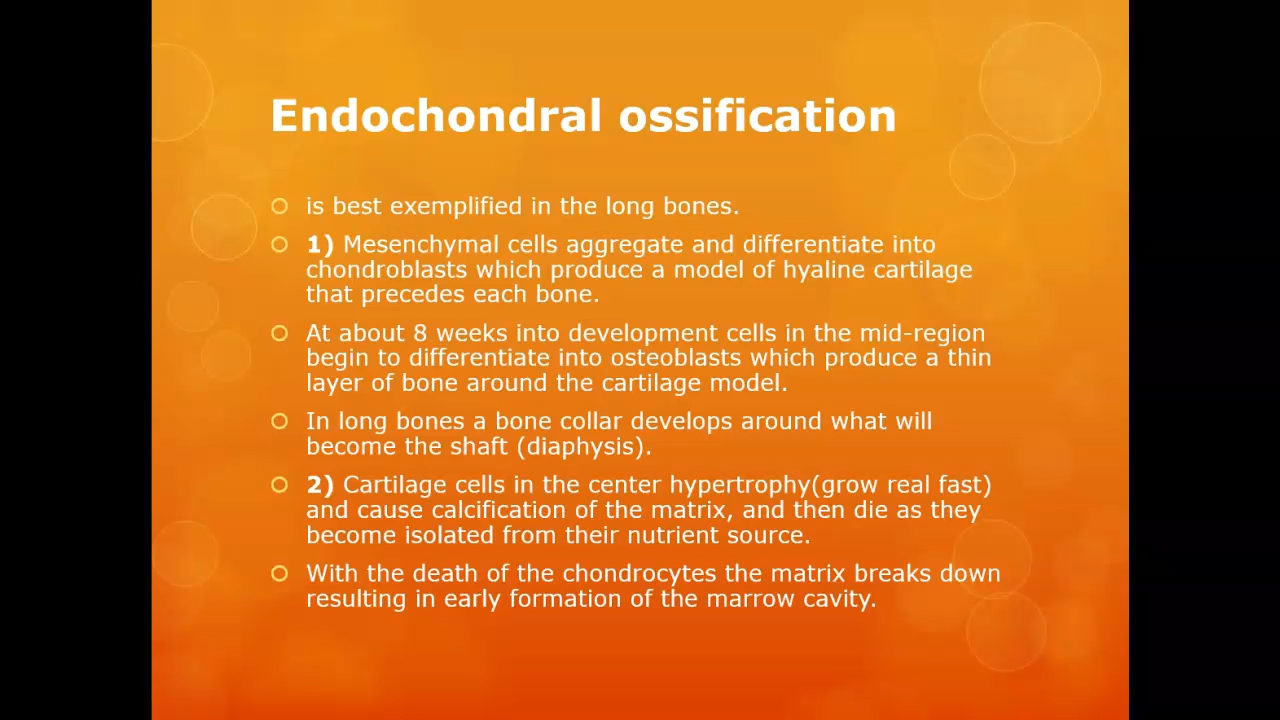 Endochondral ossification
is best exemplified in the long bones.
1) Mesenchymal cells aggregate and differentiate into
chondroblasts which produce a model of hyaline cartilage
that precedes each bone.
At about 8 weeks into development cells in the mid-region
begin to differentiate into osteoblasts which produce a thin
layer of bone around the cartilage model.
In long bones a bone collar develops around what will
become the shaft (diaphysis).
2) Cartilage cells in the center hypertrophy(grow real fast)
and cause calcification of the matrix, and then die as they
become isolated from their nutrient source.
With the death of the chondrocytes the matrix breaks down
resulting in early formation of the marrow cavity.